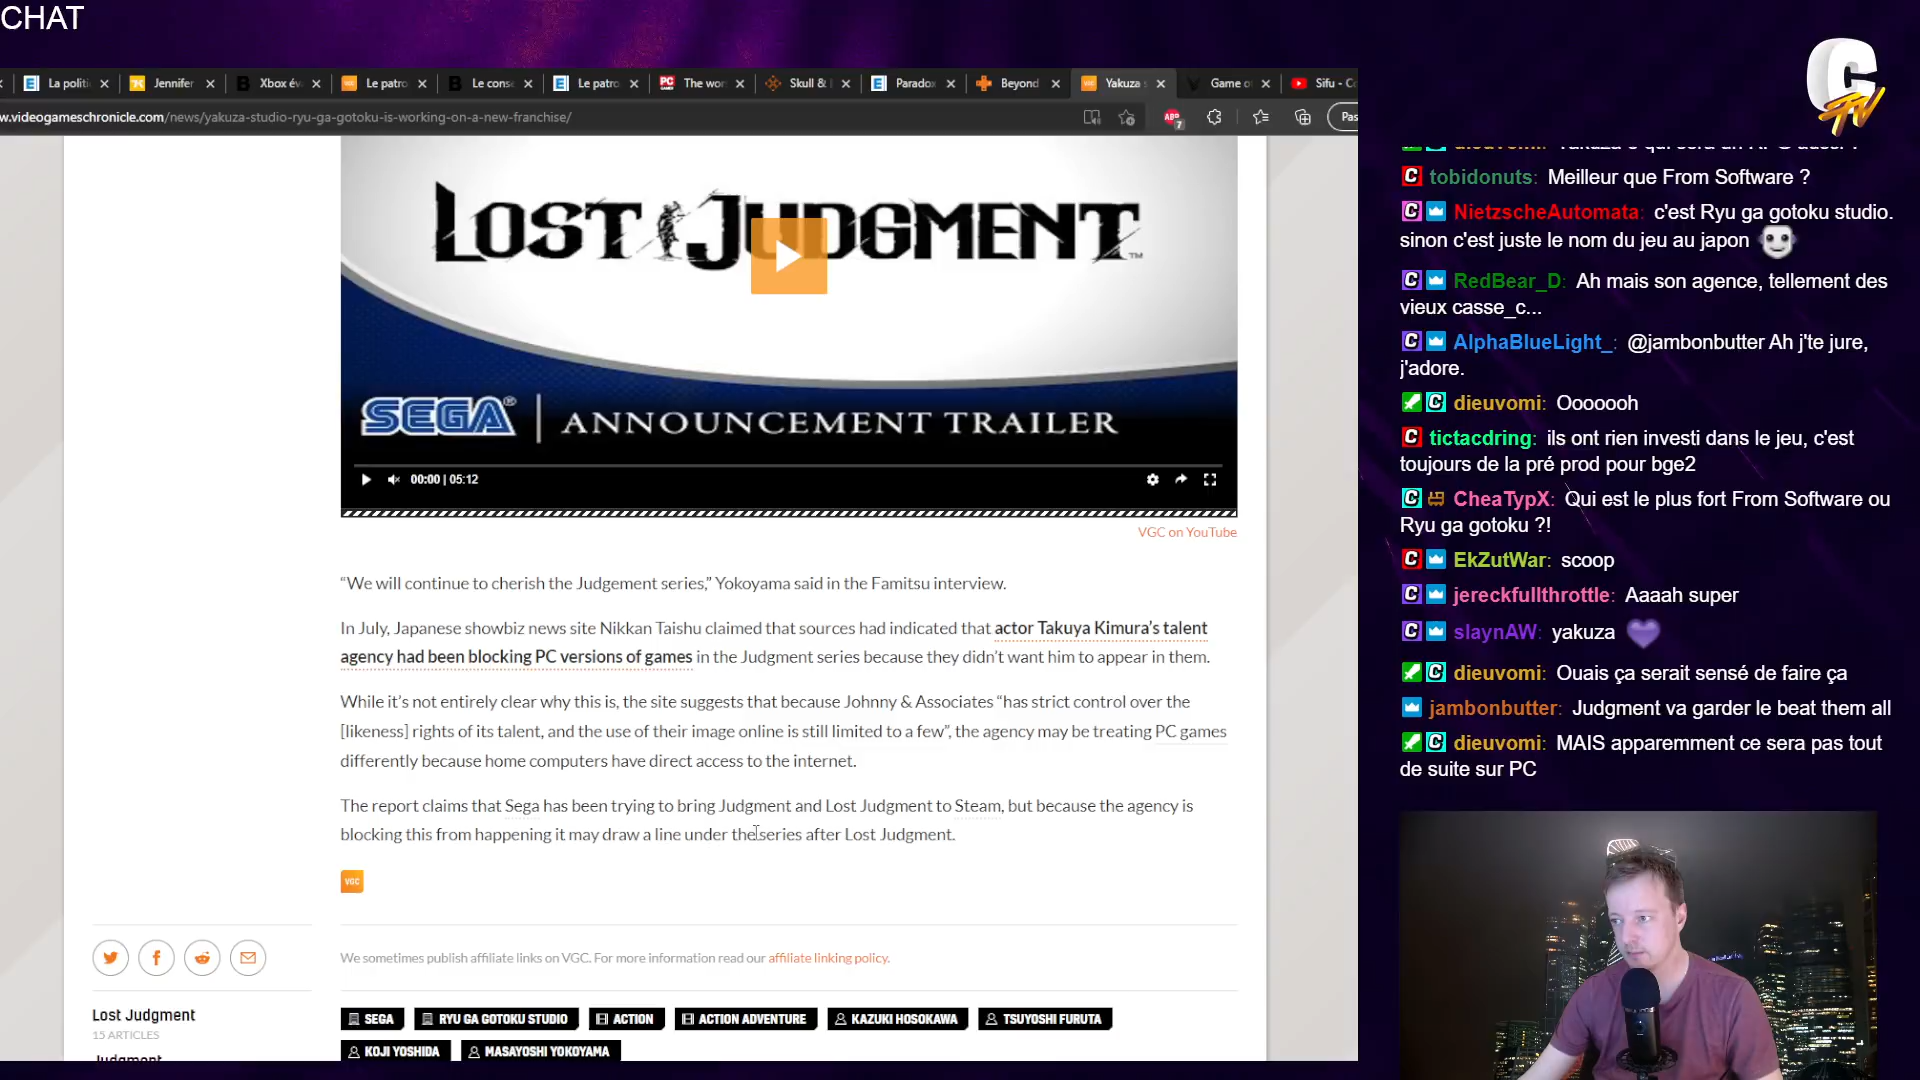 CHAT
La politi
Jennifer
Xbox év
Le patro
Le cons
Le patro
The wor
Skull &
Parado
Beyond
Yakuza s
Game o
Sifu - C
w.videogameschronicle.com/news/yakuza-studio-ryu-ga-gotoku-is-working-on-a-new-franchise/
Pas
LOST JUDGMENT™
SEGA® | ANNOUNCEMENT TRAILER
00:00 | 05:12
VGC on YouTube
“We will continue to cherish the Judgement series,” Yokoyama said in the Famitsu interview.
In July, Japanese showbiz news site Nikkan Taishu claimed that sources had indicated that actor Takuya Kimura’s talent
agency had been blocking PC versions of games in the Judgment series because they didn’t want him to appear in them.
While it’s not entirely clear why this is, the site suggests that because Johnny & Associates “has strict control over the
[likeness] rights of its talent, and the use of their image online is still limited to a few”, the agency may be treating PC games
differently because home computers have direct access to the internet.
The report claims that Sega has been trying to bring Judgment and Lost Judgment to Steam, but because the agency is
blocking this from happening it may draw a line under the series after Lost Judgment.
VGC
We sometimes publish affiliate links on VGC. For more information read our affiliate linking policy.
Lost Judgment
15 ARTICLES
Judgment
SEGA
RYU GA GOTOKU STUDIO
ACTION
ACTION ADVENTURE
KAZUKI HOSOKAWA
TSUYOSHI FURUTA
KOJI YOSHIDA
MASAYOSHI YOKOYAMA
C TV
tobidonuts: Meilleur que From Software ?
NietzscheAutomata: c'est Ryu ga gotoku studio.
sinon c'est juste le nom du jeu au japon
RedBear_D: Ah mais son agence, tellement des
vieux casse_c...
AlphaBlueLight_: @jambonbutter Ah j'te jure,
j'adore.
dieuvomi: Ooooooh
tictacdring: ils ont rien investi dans le jeu, c'est
toujours de la pré prod pour bge2
CheaTypX: Qui est le plus fort From Software ou
Ryu ga gotoku ?!
EkZutWar: scoop
jereckfullthrottle: Aaaah super
slaynAW: yakuza
dieuvomi: Ouais ça serait sensé de faire ça
jambonbutter: Judgment va garder le beat them all
dieuvomi: MAIS apparemment ce sera pas tout
de suite sur PC